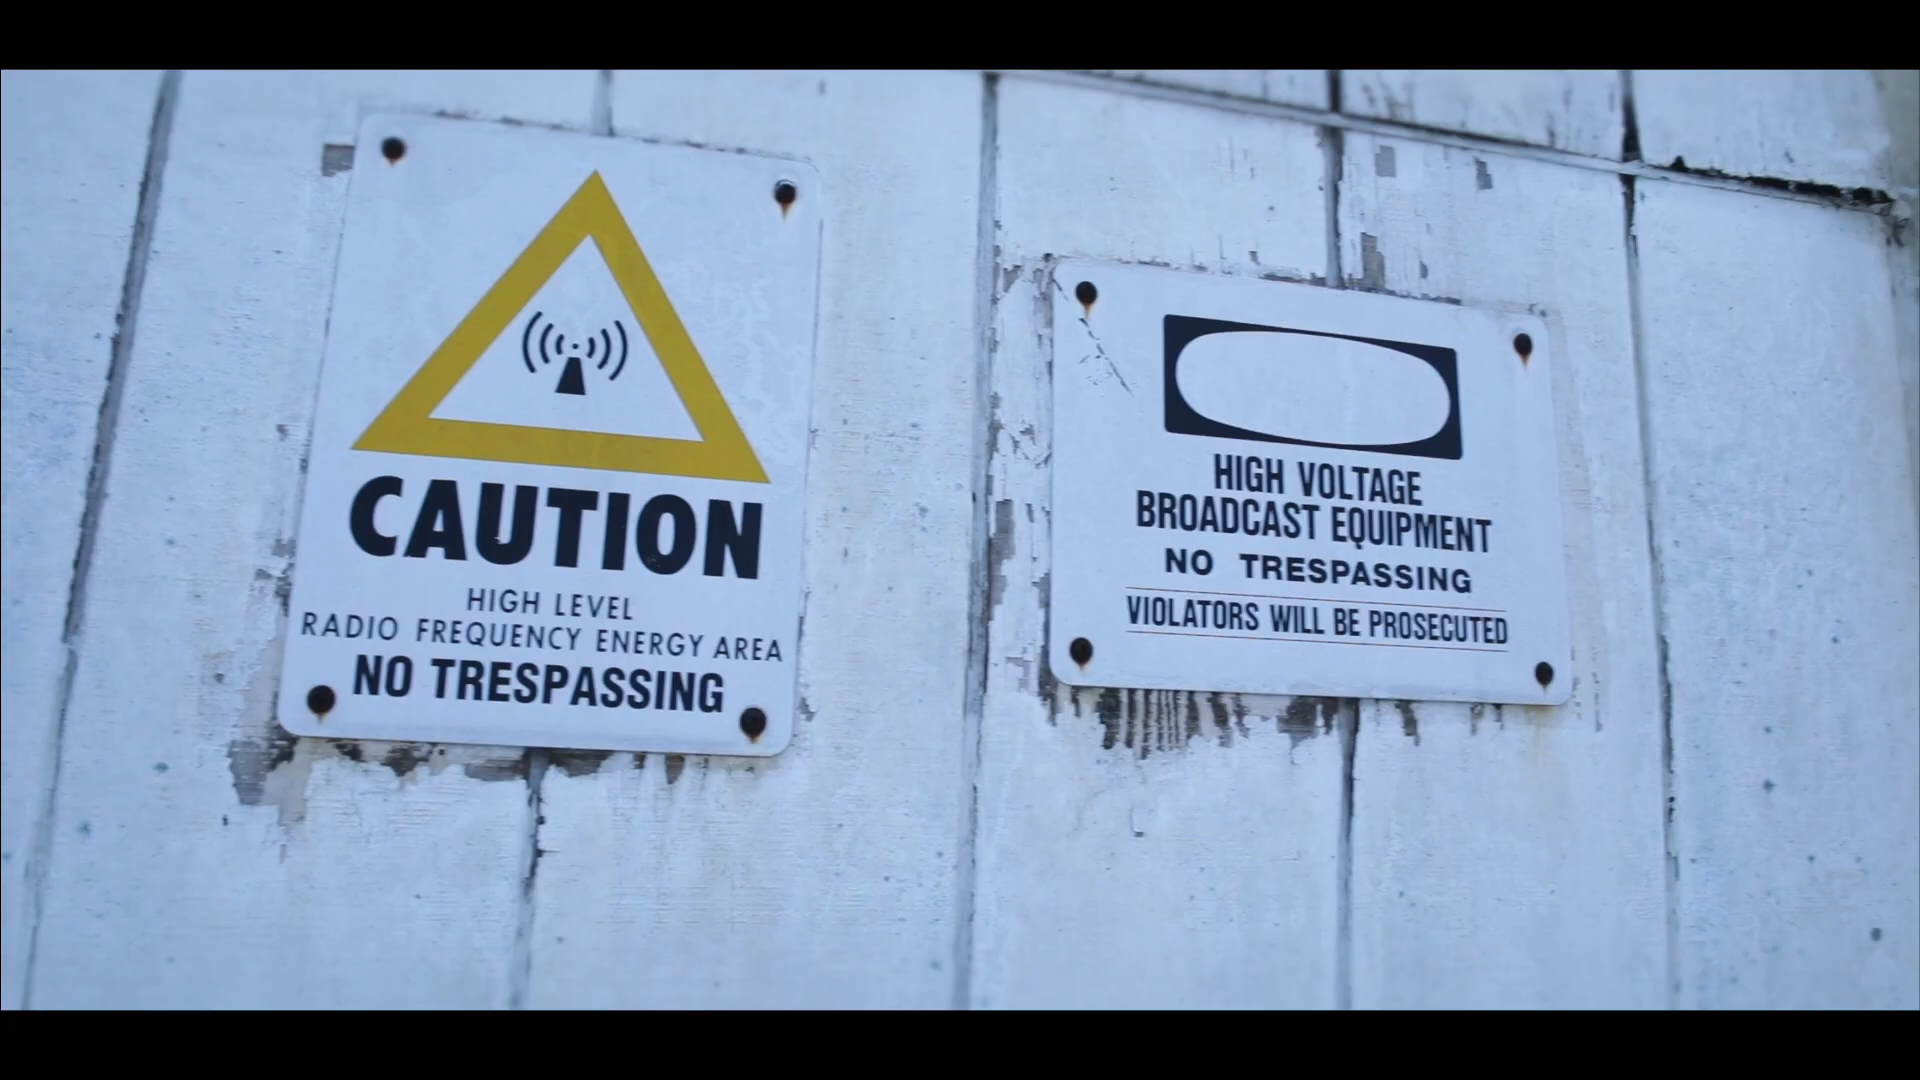 CAUTION
HIGH LEVEL
RADIO FREQUENCY ENERGY AREA
NO TRESPASSING
HIGH VOLTAGE
BROADCAST EQUIPMENT
NO TRESPASSING
VIOLATORS WILL BE PROSECUTED